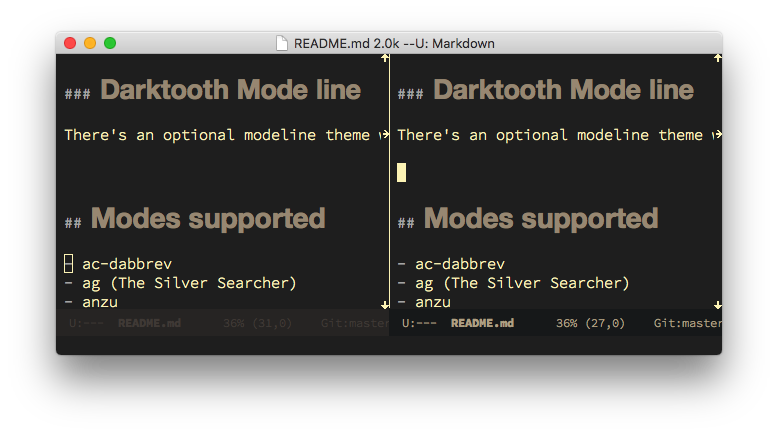 README.md 2.0k --U: Markdown
### Darktooth Mode line
There's an optional modeline theme
## Modes supported
- ac-dabbrev
- ag (The Silver Searcher)
- anzu
U:--- README.md 36% (31,0) Git:master
### Darktooth Mode line
There's an optional modeline theme
## Modes supported
- ac-dabbrev
- ag (The Silver Searcher)
- anzu
U:--- README.md 36% (27,0) Git:master